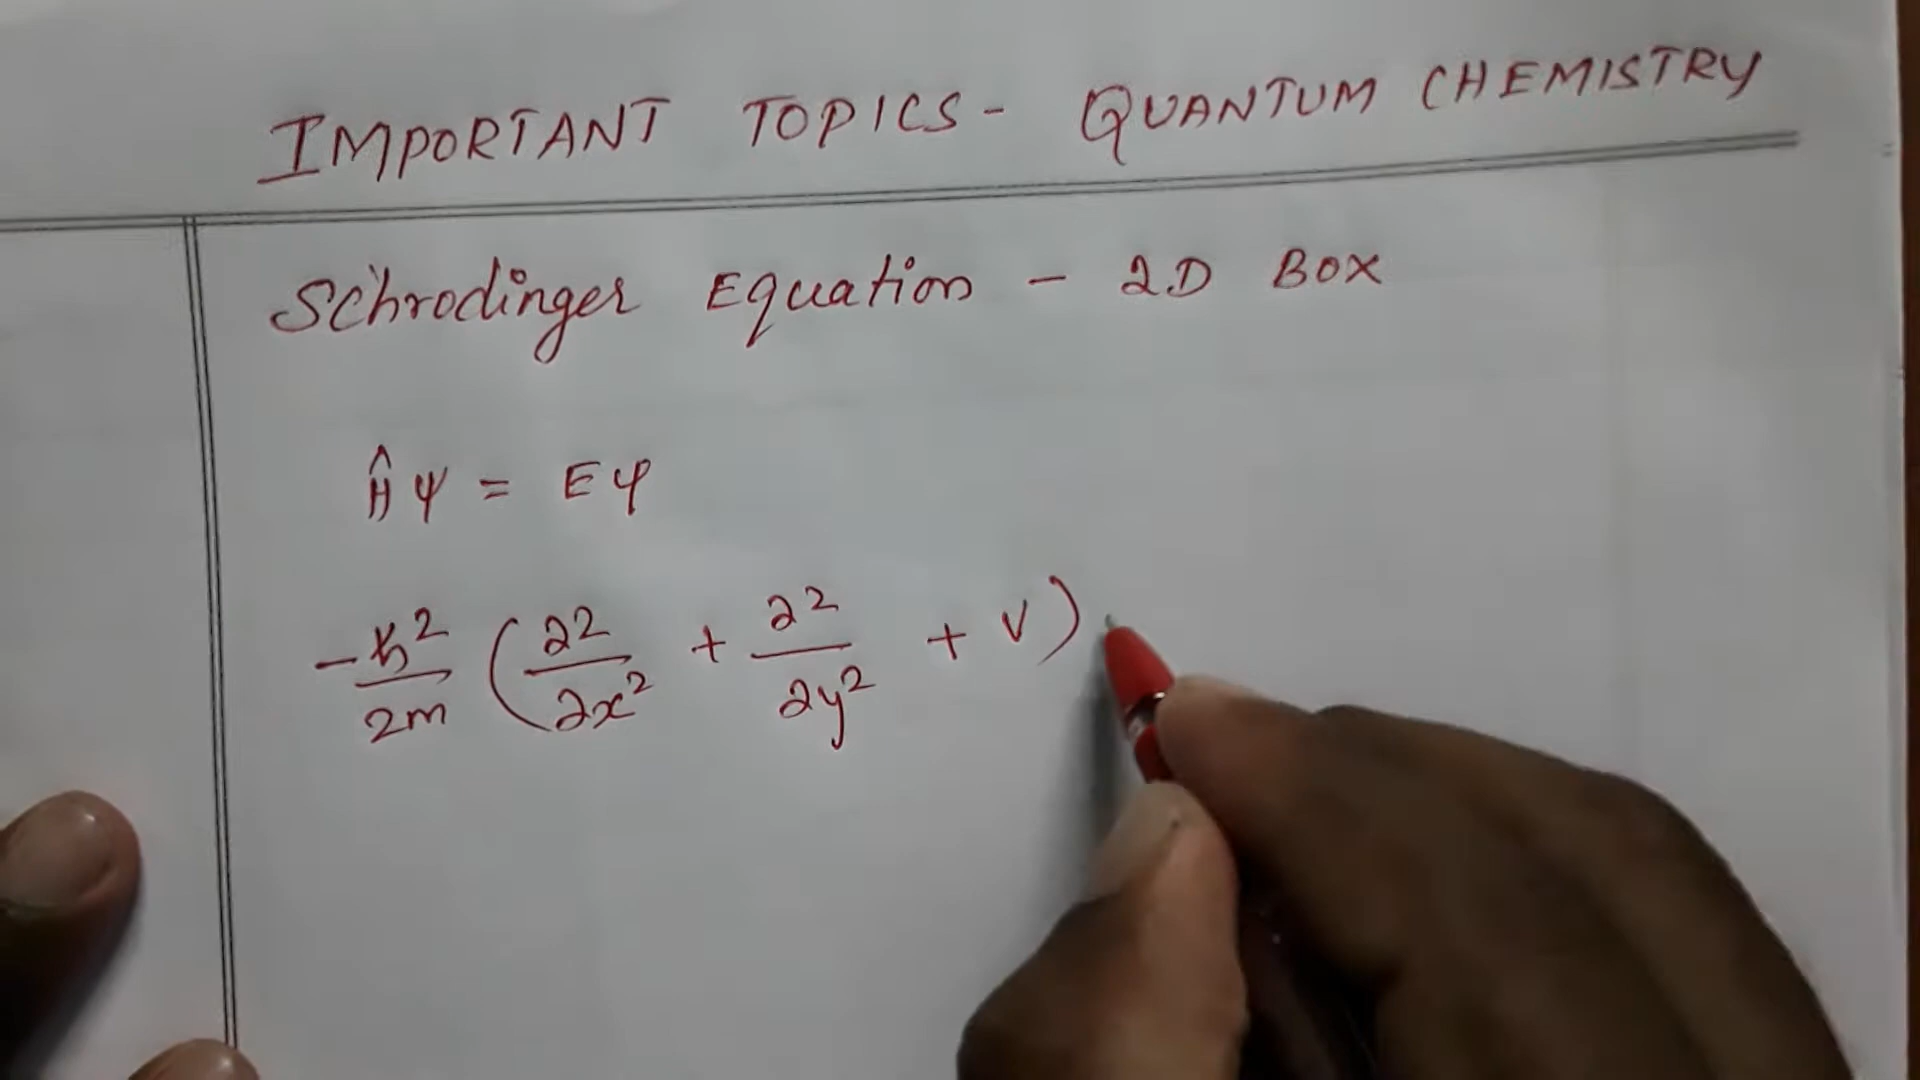 IMPORTANT TOPICS - QUANTUM CHEMISTRY
Schrodinger Equation - 2D BOX
Ĥψ = Eψ
-ℏ²/2m (∂²/∂x² + ∂²/∂y² + V)